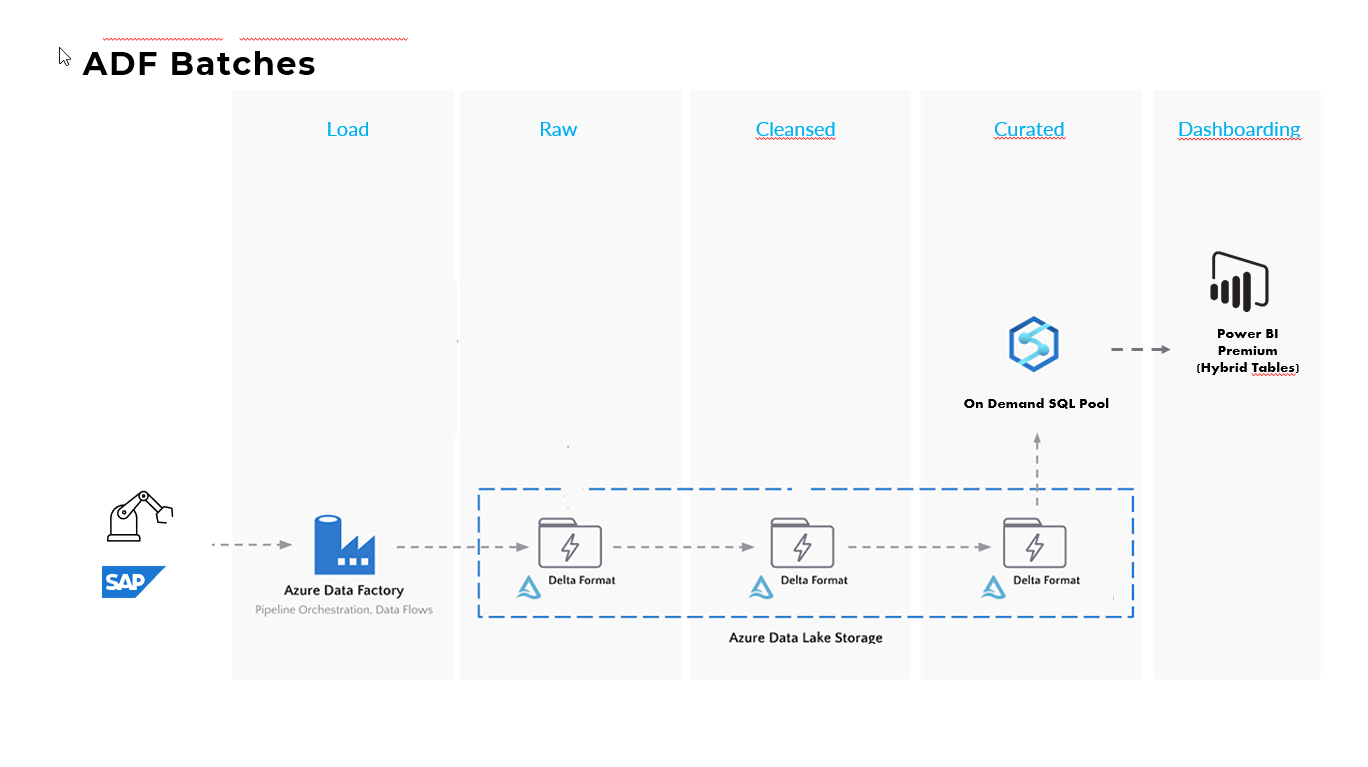 ADF Batches
Load
Raw
Cleansed
Curated
Dashboarding
Power BI
Premium
(Hybrid Tables)
On Demand SQL Pool
SAP
Azure Data Factory
Pipeline Orchestration, Data Flows
Delta Format
Delta Format
Delta Format
Azure Data Lake Storage